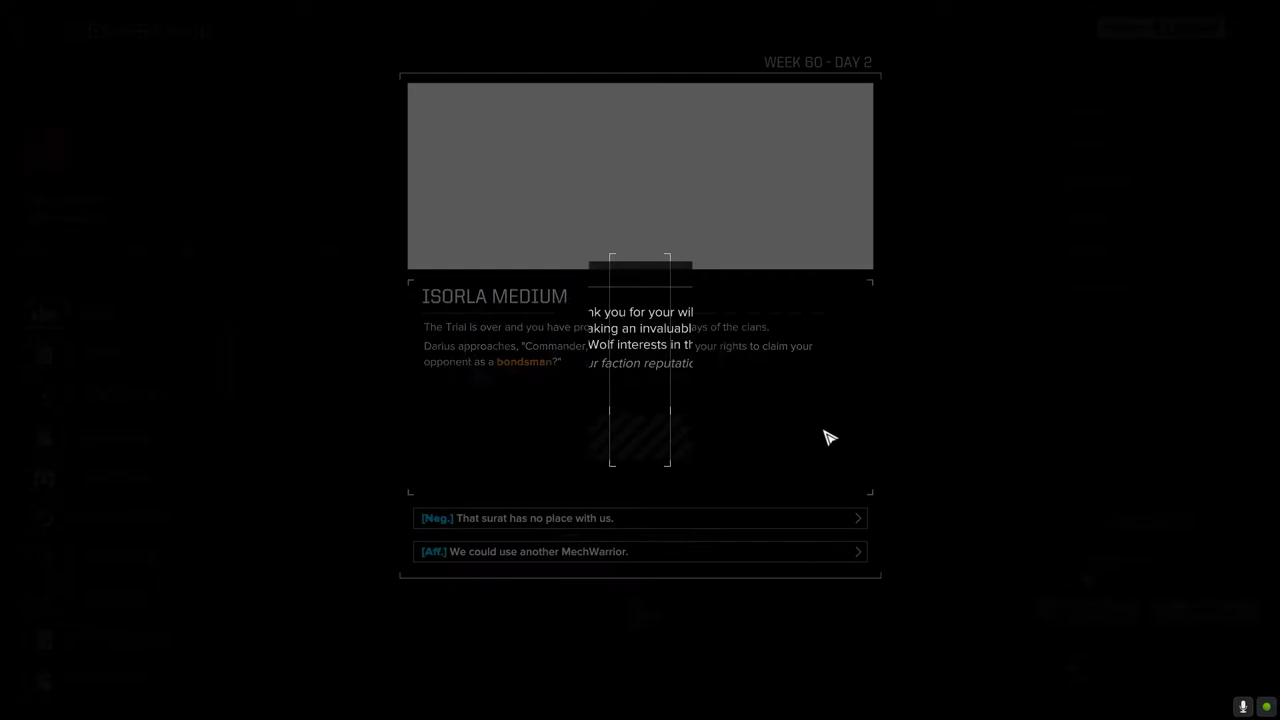 WEEK 60 - DAY 2
ISORLA MEDIUM
nk you for your wil
The Trial is over and you have pro aking an invaluabl ays of the clans.
Darius approaches, "Commander, Wolf interests in th your rights to claim your
opponent as a bondsman?" ur faction reputatio
[Neg.] That surat has no place with us.
[Aff.] We could use another MechWarrior.